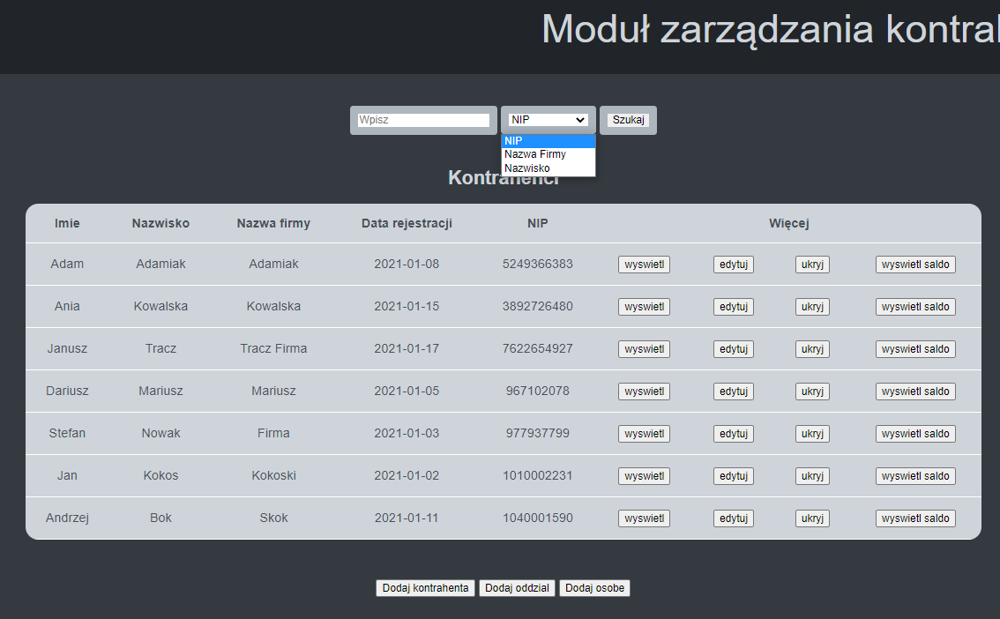 Moduł zarządzania kontral
Wpisz NIP Szukaj
NIP
Nazwa Firmy
Nazwisko
Kontrahenci
Imie Nazwisko Nazwa firmy Data rejestracji NIP Więcej
Adam Adamiak Adamiak 2021-01-08 5249366383 wyswietl edytuj ukryj wyswietl saldo
Ania Kowalska Kowalska 2021-01-15 3892726480 wyswietl edytuj ukryj wyswietl saldo
Janusz Tracz Tracz Firma 2021-01-17 7622654927 wyswietl edytuj ukryj wyswietl saldo
Dariusz Mariusz Mariusz 2021-01-05 967102078 wyswietl edytuj ukryj wyswietl saldo
Stefan Nowak Firma 2021-01-03 977937799 wyswietl edytuj ukryj wyswietl saldo
Jan Kokos Kokoski 2021-01-02 1010002231 wyswietl edytuj ukryj wyswietl saldo
Andrzej Bok Skok 2021-01-11 1040001590 wyswietl edytuj ukryj wyswietl saldo
Dodaj kontrahenta Dodaj oddzial Dodaj osobe